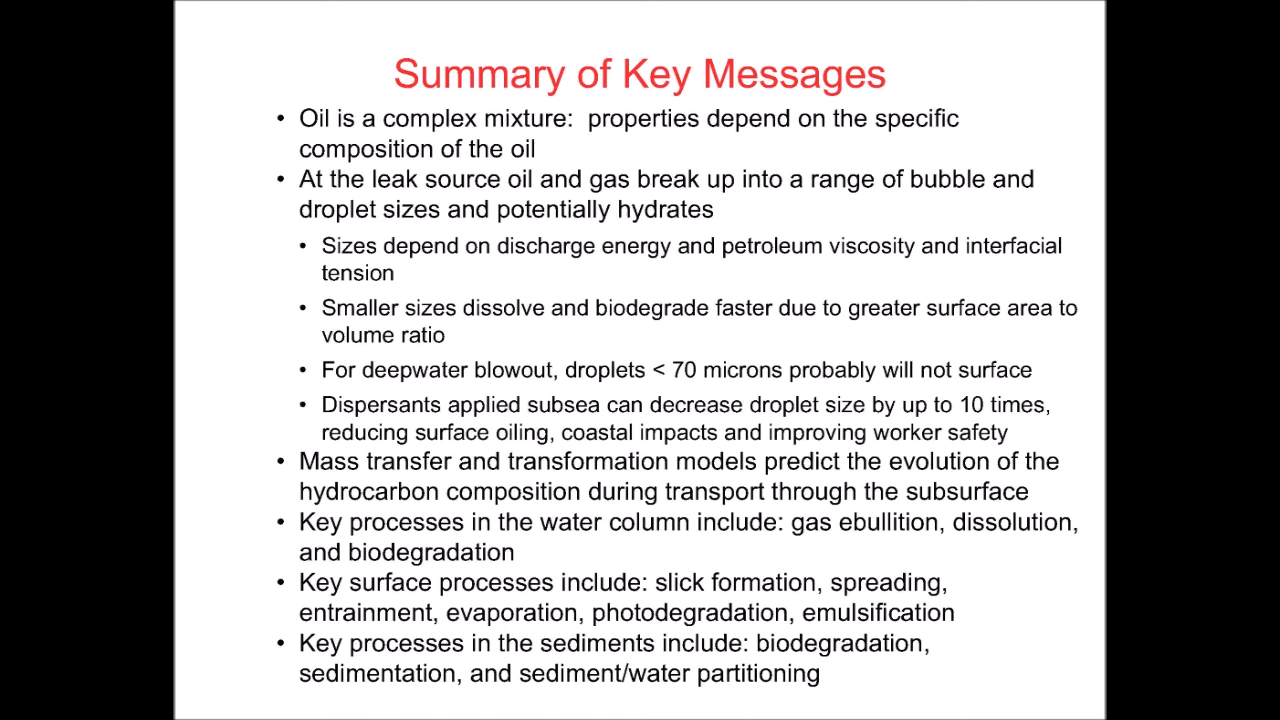 Summary of Key Messages
• Oil is a complex mixture:  properties depend on the specific
composition of the oil
• At the leak source oil and gas break up into a range of bubble and
droplet sizes and potentially hydrates
• Sizes depend on discharge energy and petroleum viscosity and interfacial
tension
• Smaller sizes dissolve and biodegrade faster due to greater surface area to
volume ratio
• For deepwater blowout, droplets < 70 microns probably will not surface
• Dispersants applied subsea can decrease droplet size by up to 10 times,
reducing surface oiling, coastal impacts and improving worker safety
• Mass transfer and transformation models predict the evolution of the
hydrocarbon composition during transport through the subsurface
• Key processes in the water column include: gas ebullition, dissolution,
and biodegradation
• Key surface processes include: slick formation, spreading,
entrainment, evaporation, photodegradation, emulsification
• Key processes in the sediments include: biodegradation,
sedimentation, and sediment/water partitioning